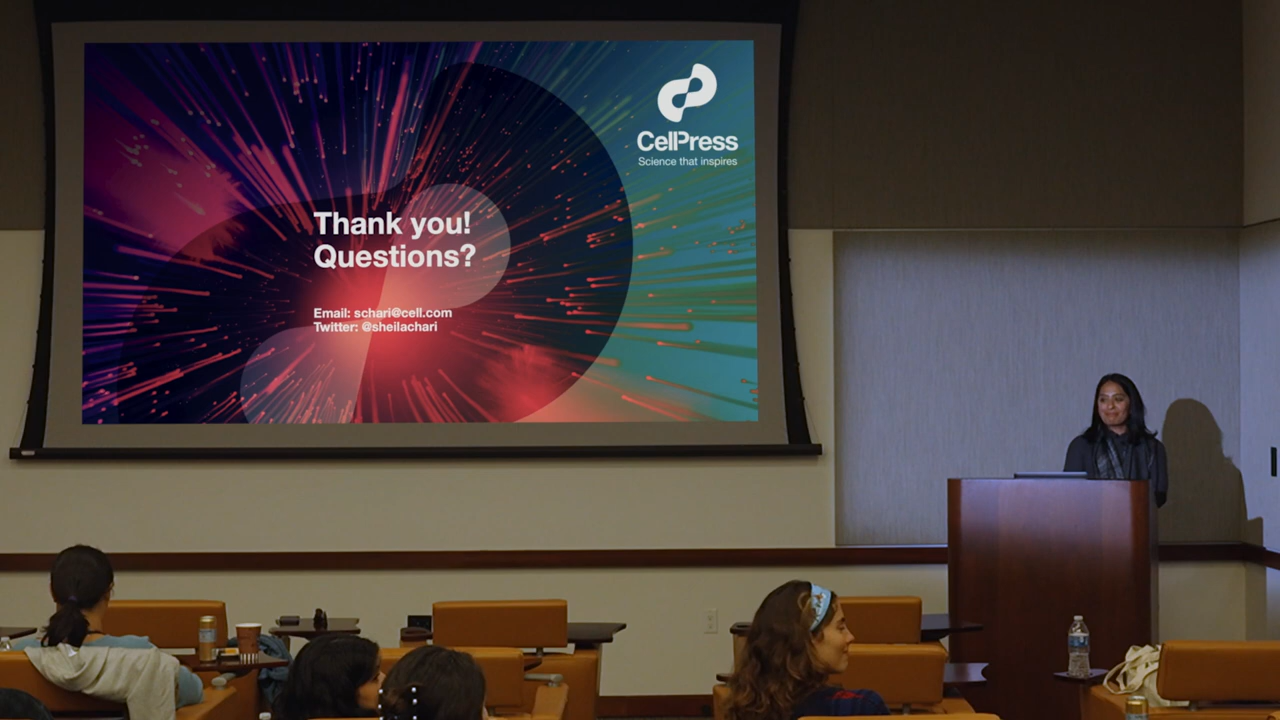 CellPress
Science that inspires
Thank you!
Questions?
Email: schari@cell.com
Twitter: @sheilachari